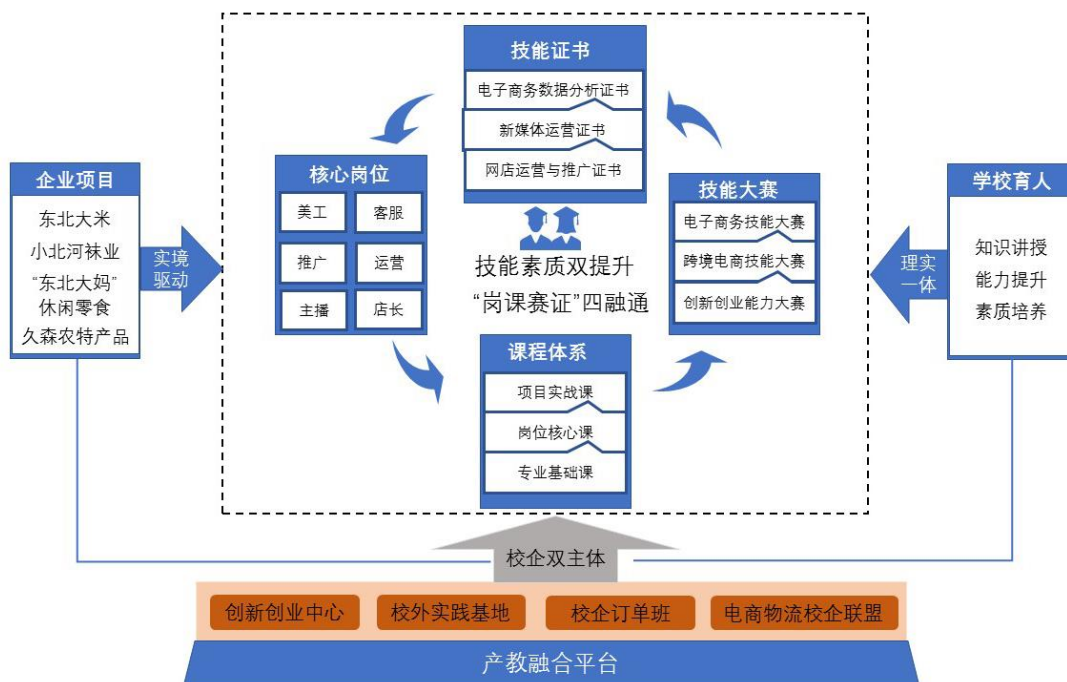 技能证书
电子商务数据分析证书
新媒体运营证书
网店运营与推广证书
企业项目
东北大米
小北河袜业
“东北大妈”
休闲零食
久森农特产品
实境
驱动
核心岗位
美工
客服
推广
运营
主播
店长
技能素质双提升
“岗课赛证”四融通
技能大赛
电子商务技能大赛
跨境电商技能大赛
创新创业能力大赛
理实
一体
学校育人
知识讲授
能力提升
素质培养
课程体系
项目实战课
岗位核心课
专业基础课
校企双主体
创新创业中心
校外实践基地
校企订单班
电商物流校企联盟
产教融合平台